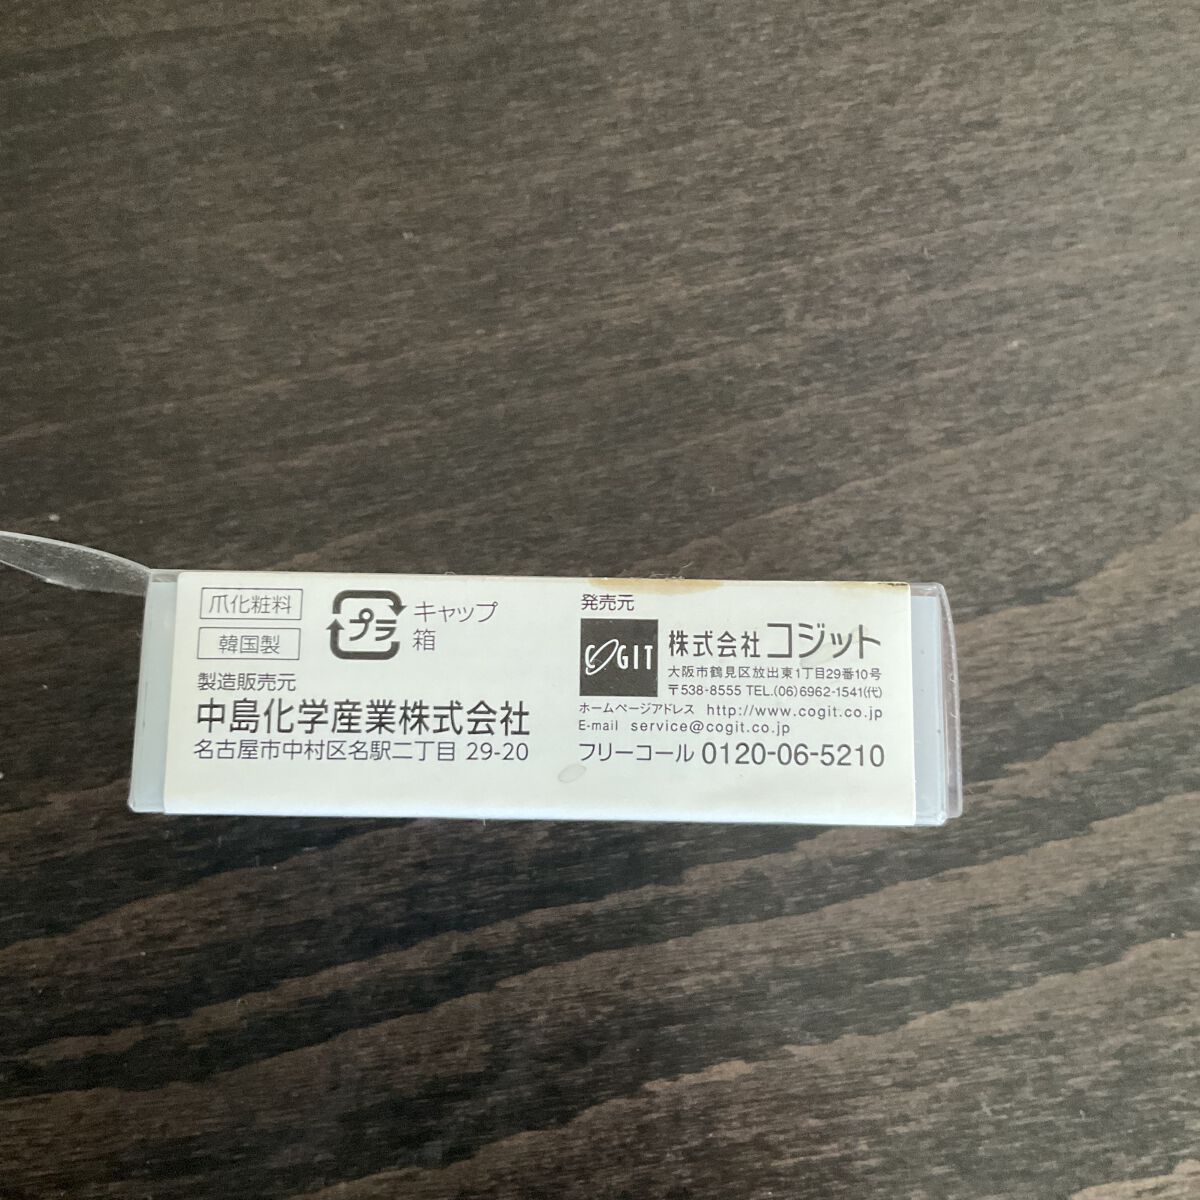 爪化粧料
韓国製
プラ
キャップ
箱
製造販売元
中島化学産業株式会社
名古屋市中村区名駅二丁目 29-20
発売元
COGIT
株式会社 コジット
大阪市鶴見区放出東1丁目29番10号
〒538-8555 TEL.(06)6962-1541(代)
ホームページアドレス http://www.cogit.co.jp
E-mail service@cogit.co.jp
フリーコール 0120-06-5210